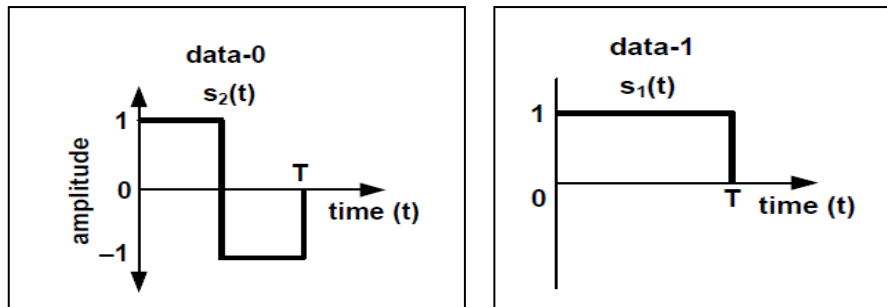 data-0
s2(t)
1
amplitude
0
T
time (t)
–1
data-1
s1(t)
1
0
T
time (t)